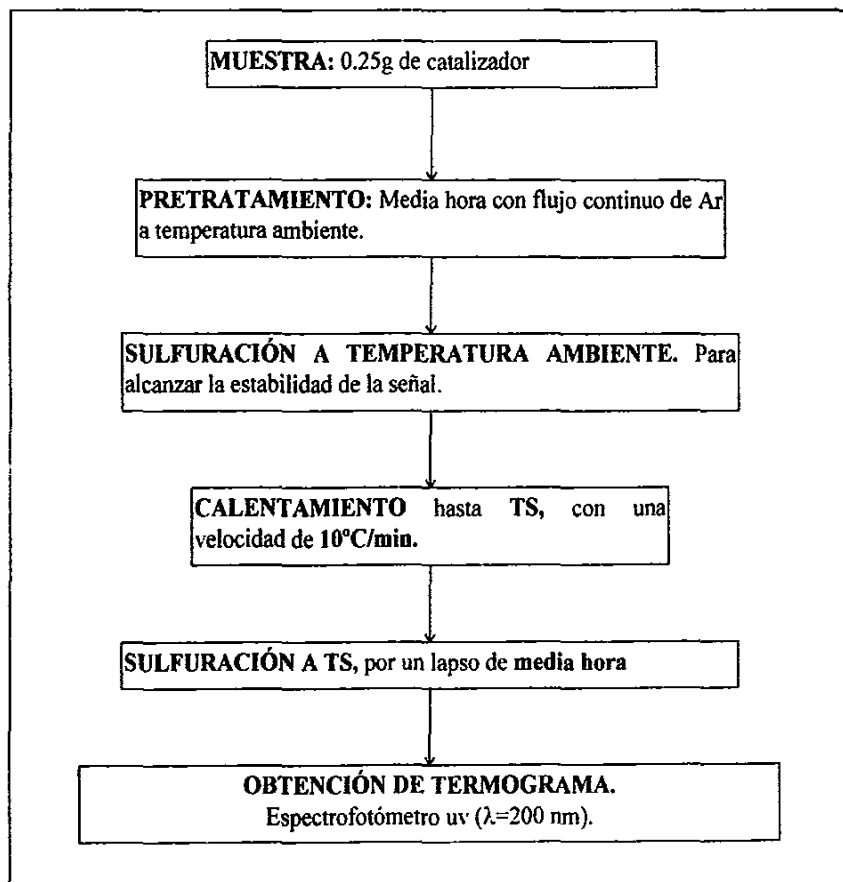 MUESTRA: 0.25g de catalizador
PRETRATAMIENTO: Media hora con flujo continuo de Ar
a temperatura ambiente.
SULFURACIÓN A TEMPERATURA AMBIENTE. Para
alcanzar la estabilidad de la señal.
CALENTAMIENTO hasta TS, con una
velocidad de 10ºC/min.
SULFURACIÓN A TS, por un lapso de media hora
OBTENCIÓN DE TERMOGRAMA.
Espectrofotómetro uv (λ=200 nm).